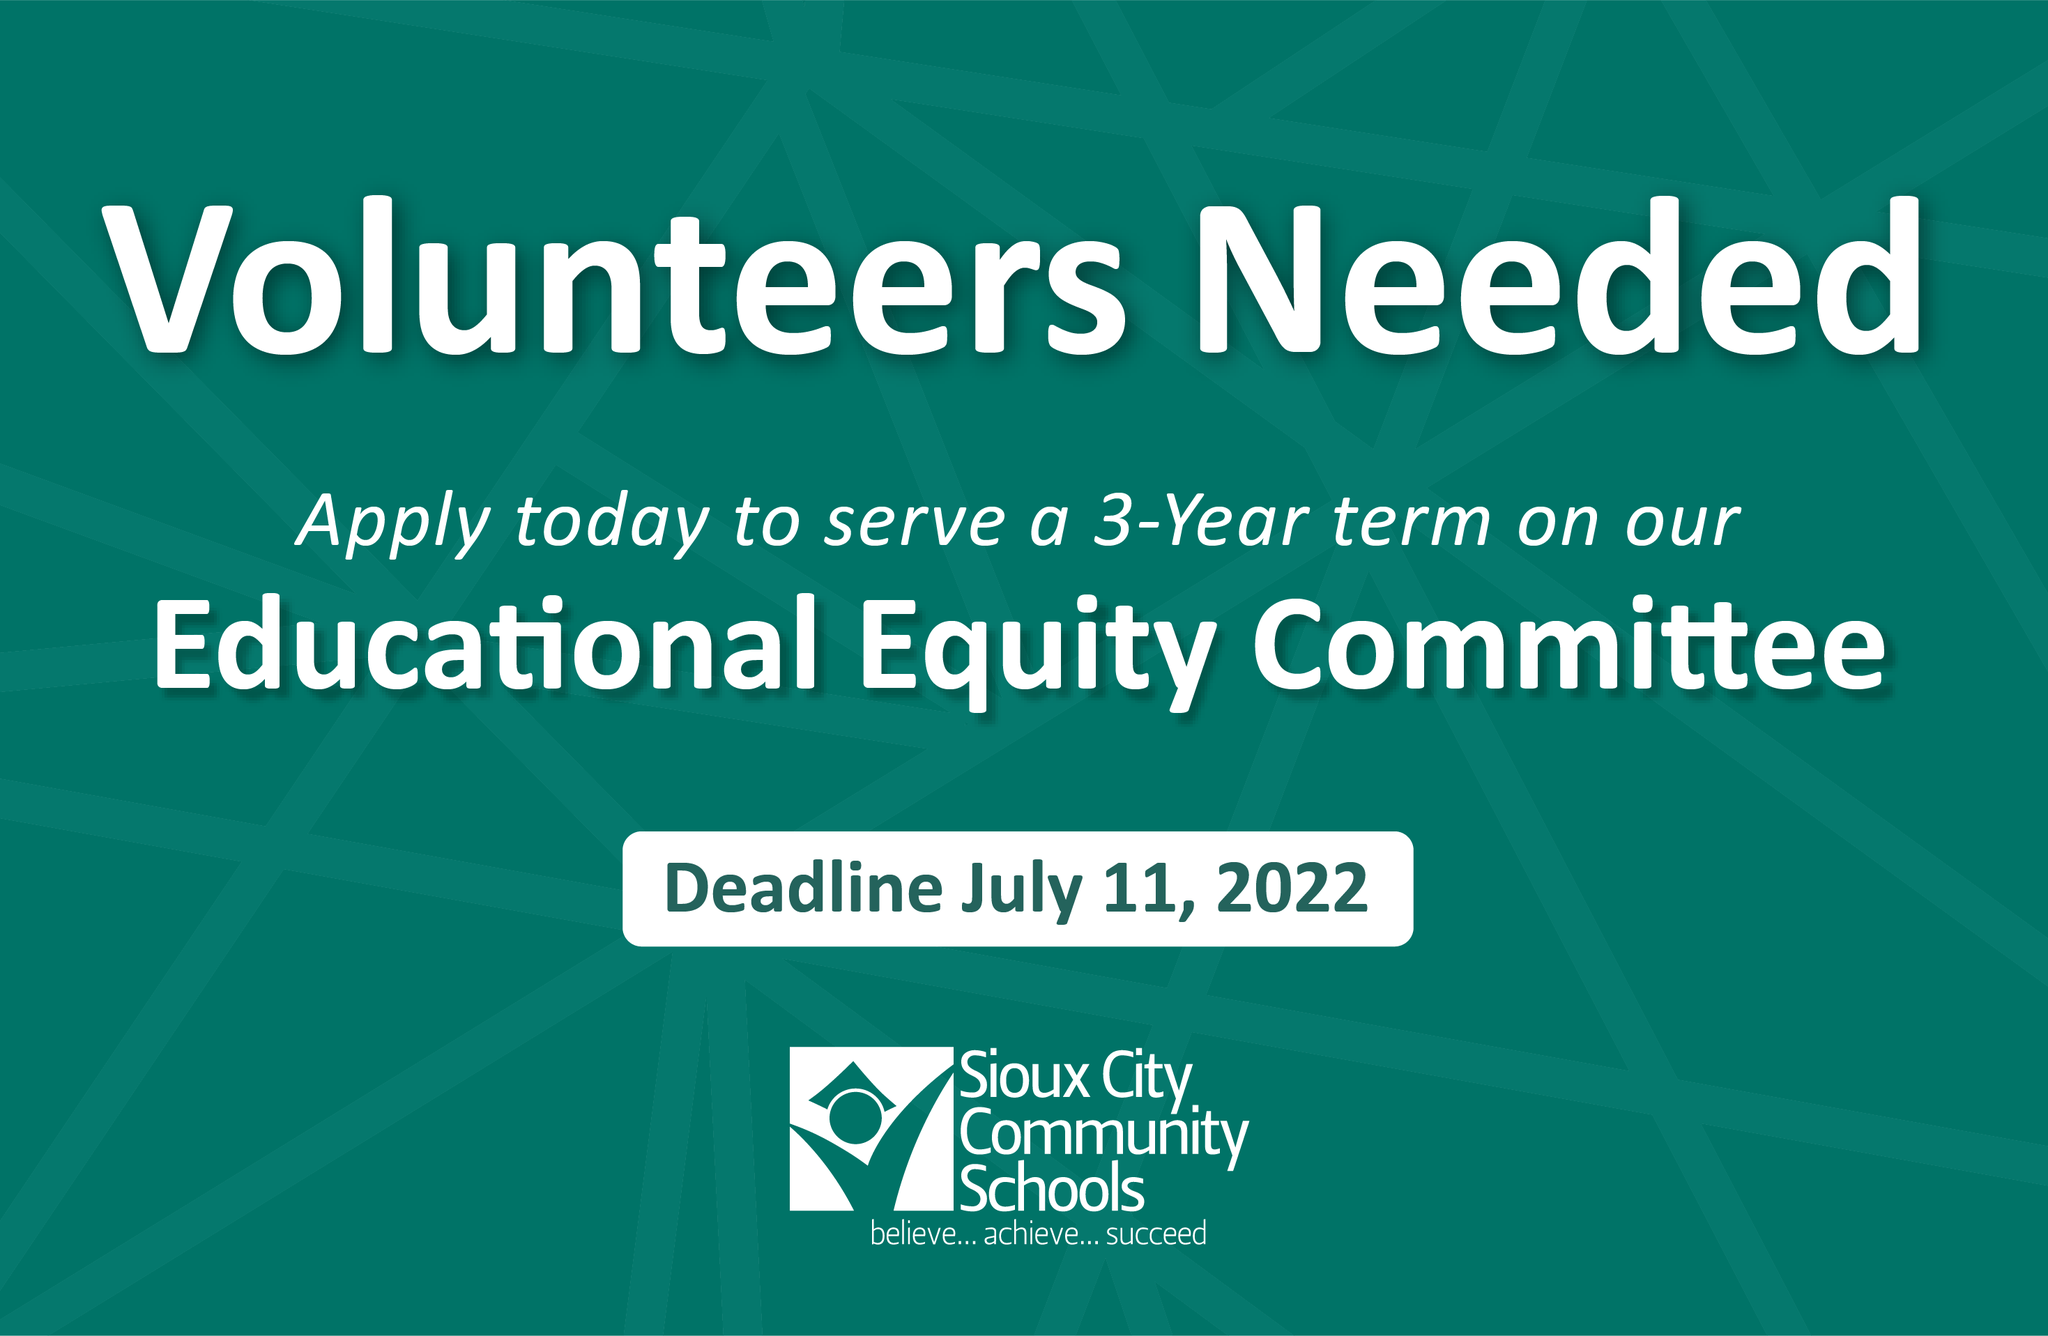 Volunteers Needed
Apply today to serve a 3-Year term on our
Educational Equity Committee
Deadline July 11, 2022
Sioux City
Community
Schools
believe... achieve... succeed